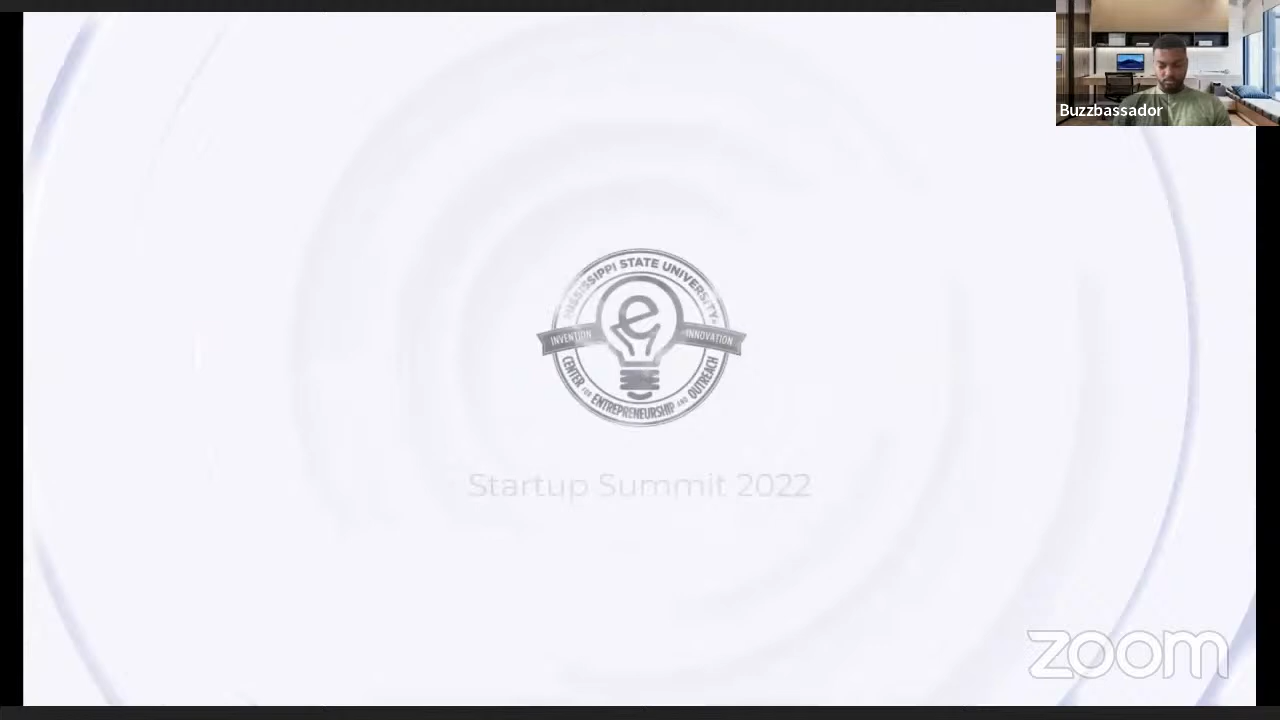 Buzzbassador
MISSISSIPPI STATE UNIVERSITY
e
INVENTION
INNOVATION
CENTER FOR ENTREPRENEURSHIP AND OUTREACH
Startup Summit 2022
zoom